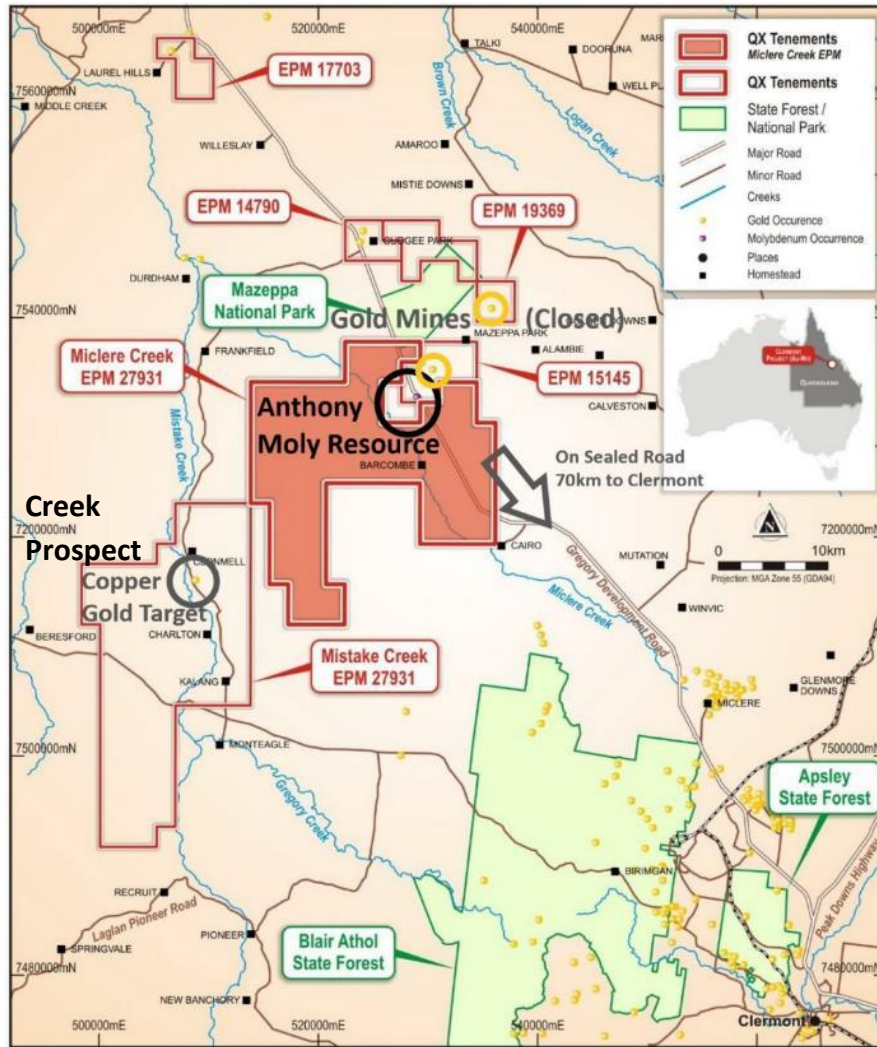 500000mE
520000mE
540000mE
TALKI
DOORUNA
LAUREL HILLS
EPM 17703
7560000mN
MIDDLE CREEK
Brown Creek
Logan Creek
WILLESLAY
AMAROO
MISTIE DOWNS
EPM 14790
EPM 19369
DURDHAM
Mazeppa
National Park
7540000mN
Gold Mines (Closed)
MAZEPPA PARK
Miclere Creek
EPM 27931
FRANKFIELD
ALAMBIE
EPM 15145
Mistake Creek
Anthony
Moly Resource
CALVESTON
BARCOMBE
On Sealed Road
70km to Clermont
Creek
Prospect
7520000mN
7200000mN
CAIRO
MUTATION
Copper
Gold Target
Gregory Development Road
Miclere Creek
WINVIC
BERESFORD
CHARLTON
Mistake Creek
EPM 27931
KALANG
GLENMORE
DOWNS
MICLERE
MONTEAGLE
7500000mN
7500000mN
Apsley
State Forest
Gregory Creek
BIRIMGAN
RECRUIT
Laglan Pioneer Road
Peak Downs Highway
SPRINGVALE
PIONEER
Blair Athol
State Forest
7480000mN
7480000mN
NEW BANCHORY
Clermont
500000mE
520000mE
540000mE
QX Tenements
Miclere Creek EPM
QX Tenements
State Forest /
National Park
Major Road
Minor Road
Creeks
Gold Occurence
Molybdenum Occurrence
Places
Homestead
CLERMONT
PROJECT (Au-Mo)
QUEENSLAND
N
0 10km
Projection: MGA Zone 55 (GDA94)